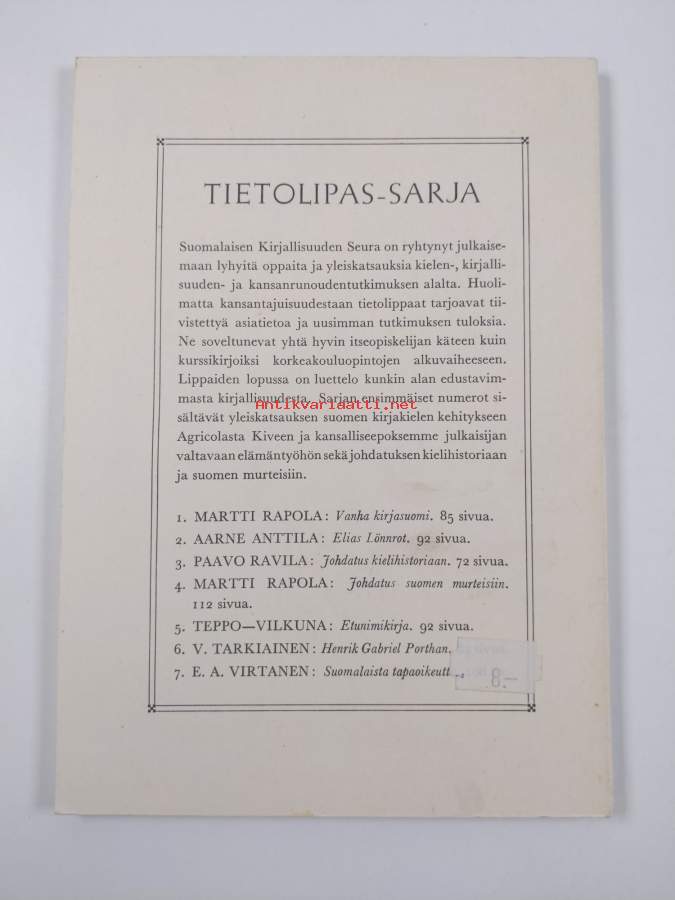 TIETOLIPAS-SARJA
Suomalaisen Kirjallisuuden Seura on ryhtynyt julkaise-
maan lyhyitä oppaita ja yleiskatsauksia kielen-, kirjalli-
suuden- ja kansanrunoudentutkimuksen alalta. Huoli-
matta kansantajuisuudestaan tietolippaat tarjoavat tii-
vistettyä asiatietoa ja uusimman tutkimuksen tuloksia.
Ne soveltunevat yhtä hyvin itseopiskelijan käteen kuin
kurssikirjoiksi korkeakouluopintojen alkuvaiheeseen.
Lippaiden lopussa on luettelo kunkin alan edustavim-
masta kirjallisuudesta. Sarjan ensimmäiset numerot si-
Antikvariaatti.net
sältävät yleiskatsauksen suomen kirjakielen kehitykseen
Agricolasta Kiveen ja kansalliseepoksemme julkaisijan
valtavaan elämäntyöhön sekä johdatuksen kielihistoriaan
ja suomen murteisiin.
1. MARTTI RAPOLA: Vanha kirjasuomi. 85 sivua.
2. AARNE ANTTILA: Elias Lönnrot. 92 sivua.
3. PAAVO RAVILA: Johdatus kielihistoriaan. 72 sivua.
4. MARTTI RAPOLA: Johdatus suomen murteisiin.
112 sivua.
5. TEPPO—VILKUNA: Etunimikirja. 92 sivua.
6. V. TARKIAINEN: Henrik Gabriel Porthan.
7. E. A. VIRTANEN: Suomalaista tapaoikeutt
8.–